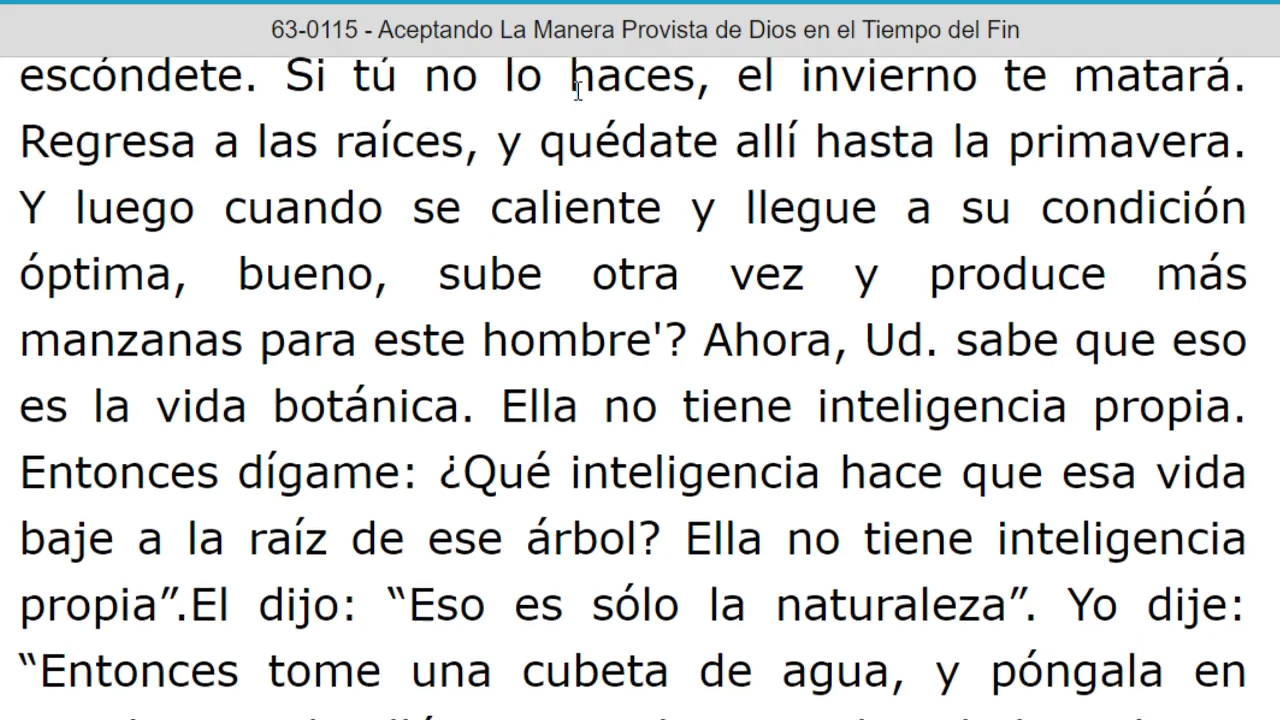 63-0115 - Aceptando La Manera Provista de Dios en el Tiempo del Fin
escóndete. Si tú no lo haces, el invierno te matará.
Regresa a las raíces, y quédate allí hasta la primavera.
Y luego cuando se caliente y llegue a su condición
óptima, bueno, sube otra vez y produce más
manzanas para este hombre'? Ahora, Ud. sabe que eso
es la vida botánica. Ella no tiene inteligencia propia.
Entonces dígame: ¿Qué inteligencia hace que esa vida
baje a la raíz de ese árbol? Ella no tiene inteligencia
propia”.El dijo: “Eso es sólo la naturaleza”. Yo dije:
“Entonces tome una cubeta de agua, y póngala en